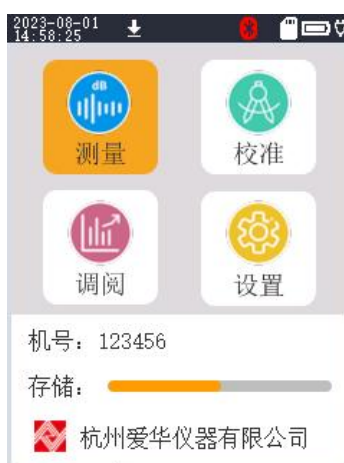 2023-08-01
14:58:25
dB
测量
校准
调阅
设置
机号：123456
存储：
杭州爱华仪器有限公司